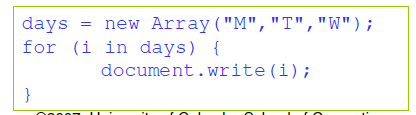 days = new Array("M","T","W");
for (i in days) {
document.write(i);
}